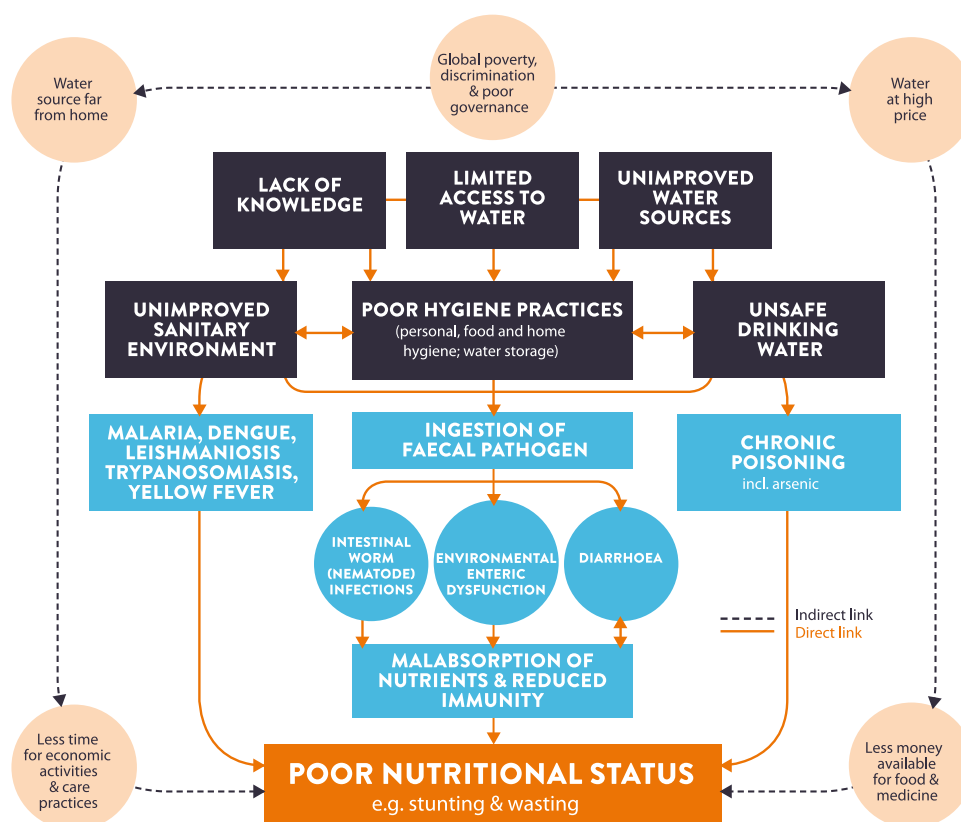 Global poverty,
discrimination
& poor
governance
Water
source far
from home
Water
at high
price
LACK OF
KNOWLEDGE
LIMITED
ACCESS TO
WATER
UNIMPROVED
WATER
SOURCES
UNIMPROVED
SANITARY
ENVIRONMENT
POOR HYGIENE PRACTICES
(personal, food and home
hygiene; water storage)
UNSAFE
DRINKING
WATER
MALARIA, DENGUE,
LEISHMANIOSIS
TRYPANOSOMIASIS,
YELLOW FEVER
INGESTION OF
FAECAL PATHOGEN
CHRONIC
POISONING
incl. arsenic
INTESTINAL
WORM
(NEMATODE)
INFECTIONS
ENVIRONMENTAL
ENTERIC
DYSFUNCTION
DIARRHOEA
Indirect link
Direct link
MALABSORPTION OF
NUTRIENTS & REDUCED
IMMUNITY
Less time
for economic
activities
& care
practices
POOR NUTRITIONAL STATUS
e.g. stunting & wasting
Less money
available
for food &
medicine